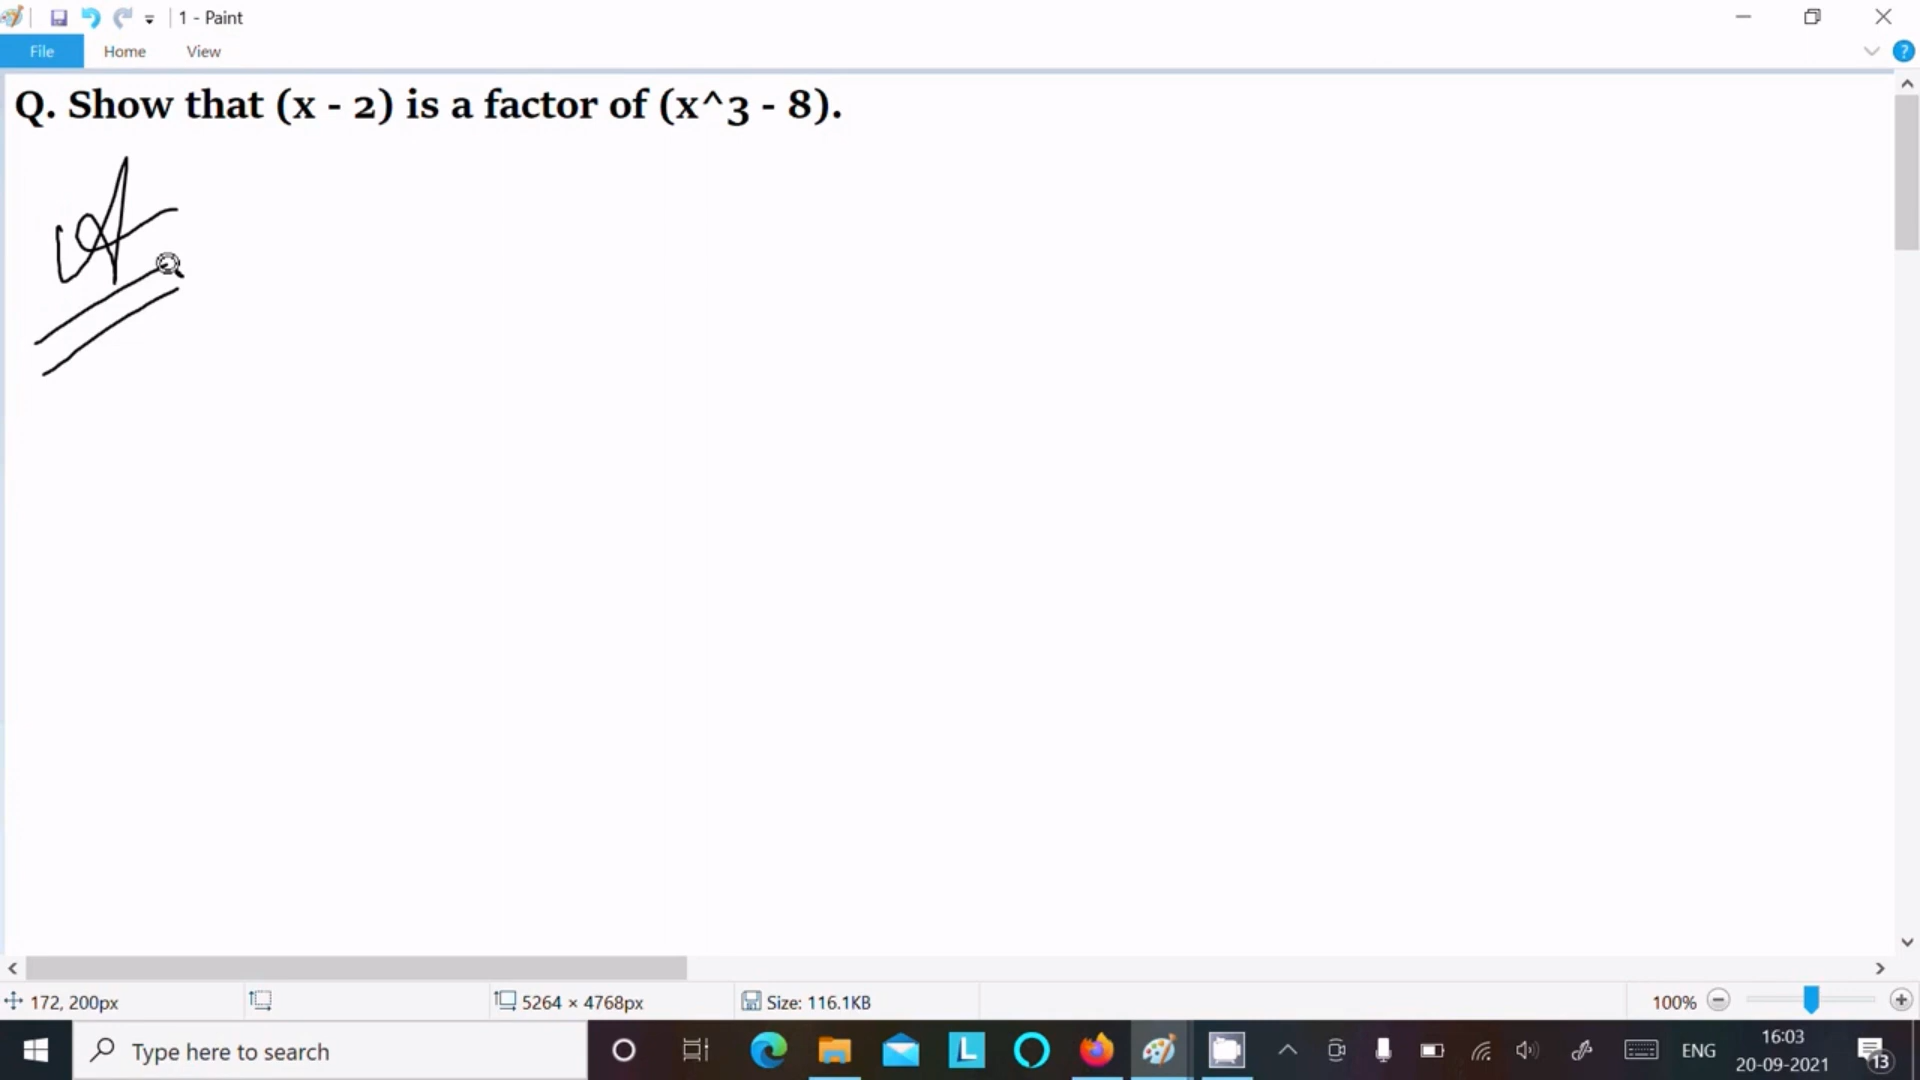 1 - Paint
File Home View
Q. Show that (x - 2) is a factor of (x^3 - 8).
A
172, 200px 5264 × 4768px Size: 116.1KB 100%
Type here to search L ENG 16:03
20-09-2021 13